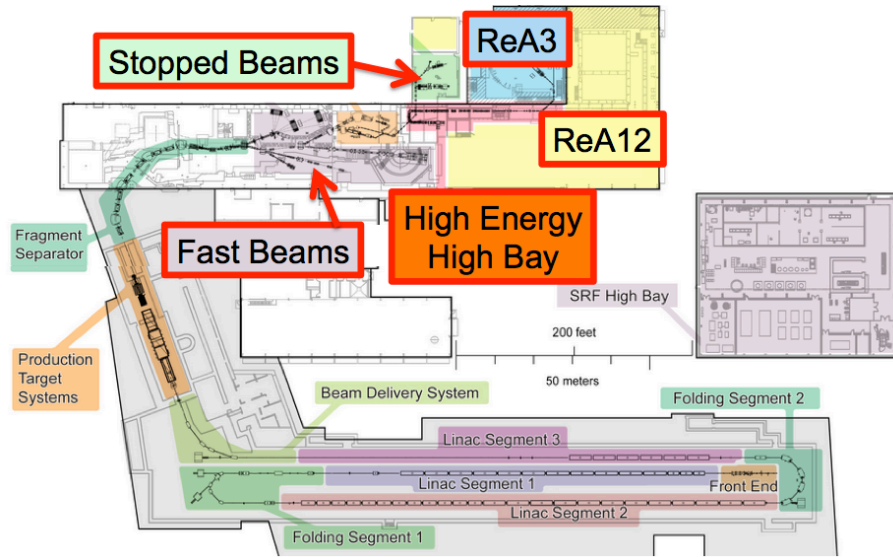 ReA3
Stopped Beams
ReA12
High Energy
High Bay
Fast Beams
Fragment
Separator
SRF High Bay
200 feet
50 meters
Production
Target
Systems
Beam Delivery System
Folding Segment 2
Linac Segment 3
Linac Segment 1
Front End
Linac Segment 2
Folding Segment 1